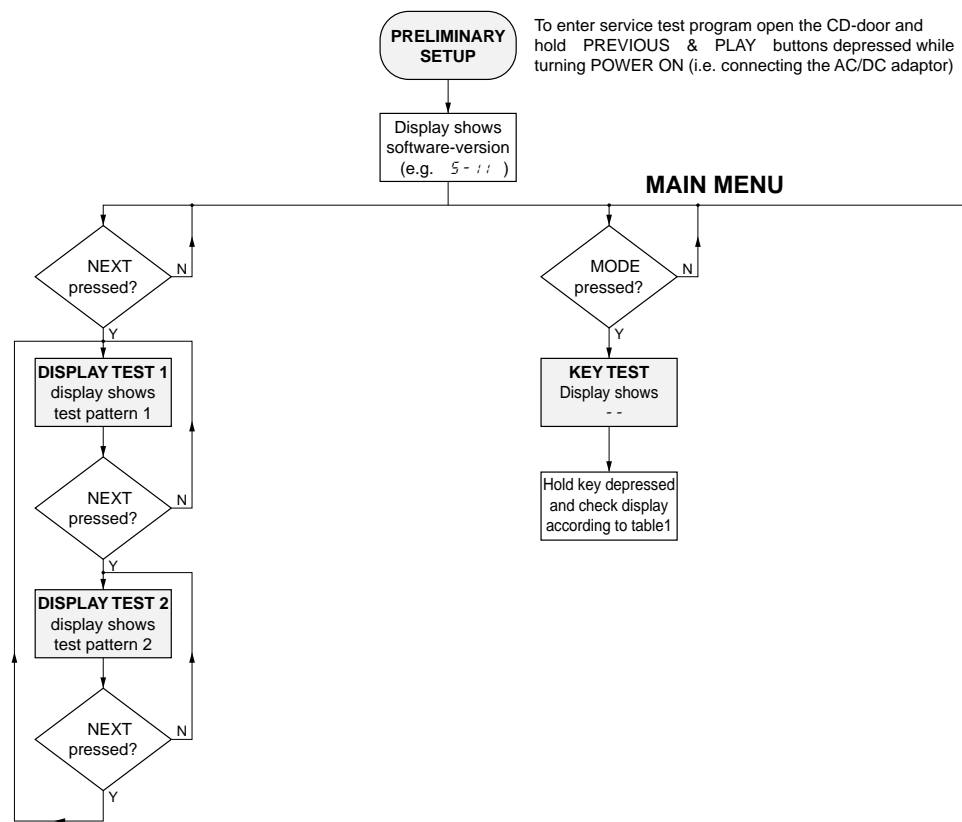 PRELIMINARY
SETUP
To enter service test program open the CD-door and
hold PREVIOUS & PLAY buttons depressed while
turning POWER ON (i.e. connecting the AC/DC adaptor)
Display shows
software-version
(e.g. S-11 )
MAIN MENU
NEXT
pressed?
N
Y
MODE
pressed?
N
Y
DISPLAY TEST 1
display shows
test pattern 1
KEY TEST
Display shows
- -
NEXT
pressed?
N
Y
Hold key depressed
and check display
according to table1
DISPLAY TEST 2
display shows
test pattern 2
NEXT
pressed?
N
Y